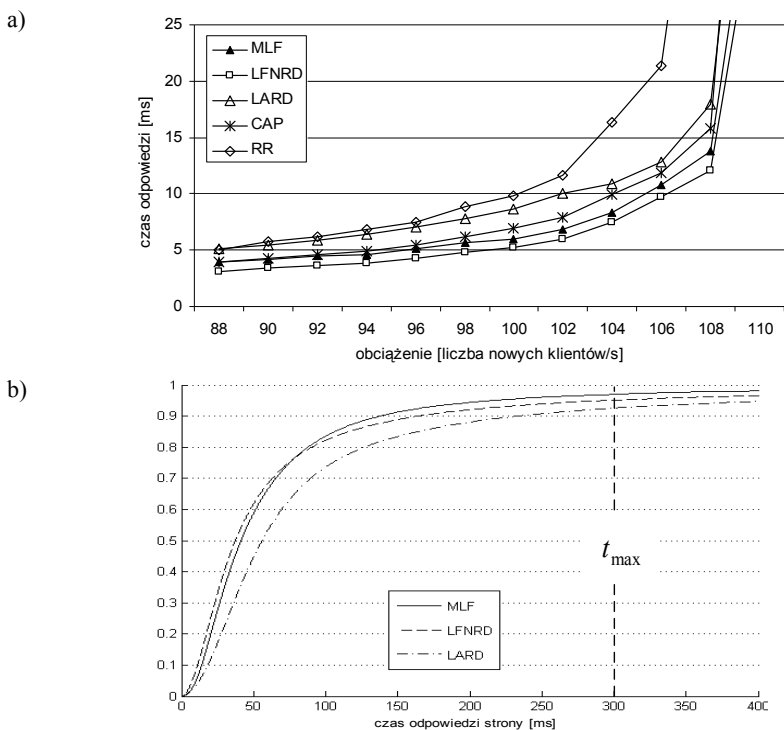 a)
czas odpowiedzi [ms]
25
20
15
10
5
0
MLF
LFNRD
LARD
CAP
RR
88 90 92 94 96 98 100 102 104 106 108 110
obciążenie [liczba nowych klientów/s]
b)
1
0.9
0.8
0.7
0.6
0.5
0.4
0.3
0.2
0.1
0
t max
MLF
LFNRD
LARD
0 50 100 150 200 250 300 350 400
czas odpowiedzi strony [ms]